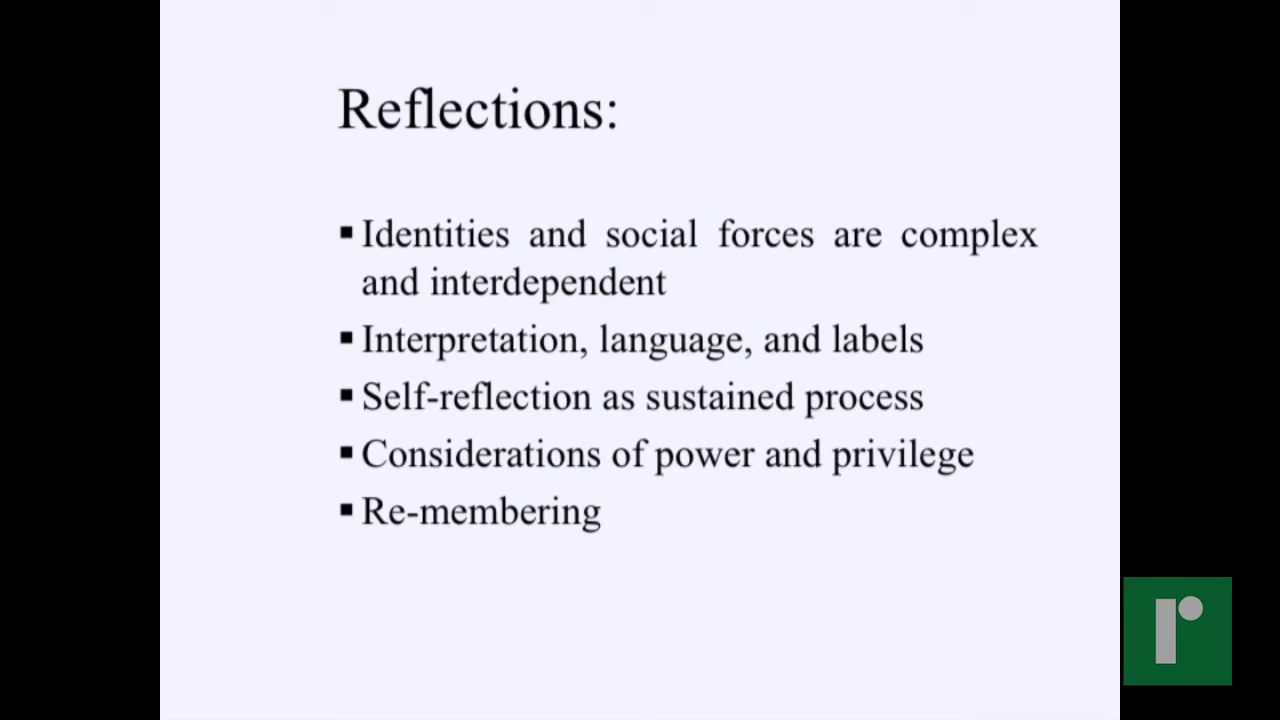 Reflections:
▪ Identities and social forces are complex
and interdependent
▪ Interpretation, language, and labels
▪ Self-reflection as sustained process
▪ Considerations of power and privilege
▪ Re-membering
r